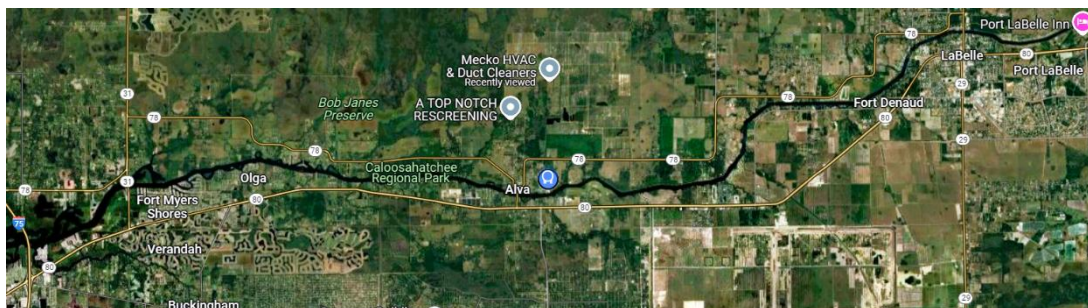 Port LaBelle Inn
78
LaBelle
80
Port LaBelle
29
Mecko HVAC
& Duct Cleaners
Recently viewed
31
78
Fort Denaud
80
Bob Janes
Preserve
A TOP NOTCH
RESCREENING
78
29
78
78
78
Caloosahatchee
Regional Park
Olga
31
78
Alva
Fort Myers
Shores
80
80
75
Verandah
80
Buckingham
29